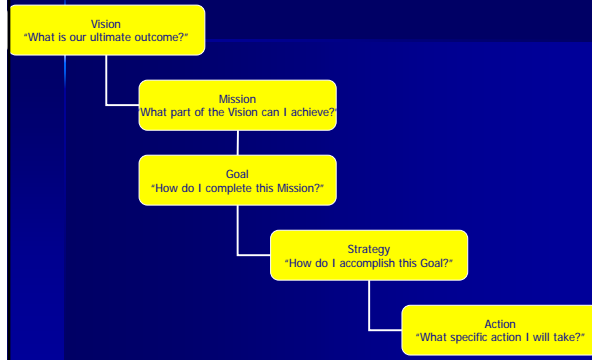 Vision
"What is our ultimate outcome?"
Mission
"What part of the Vision can I achieve?"
Goal
"How do I complete this Mission?"
Strategy
"How do I accomplish this Goal?"
Action
"What specific action I will take?"